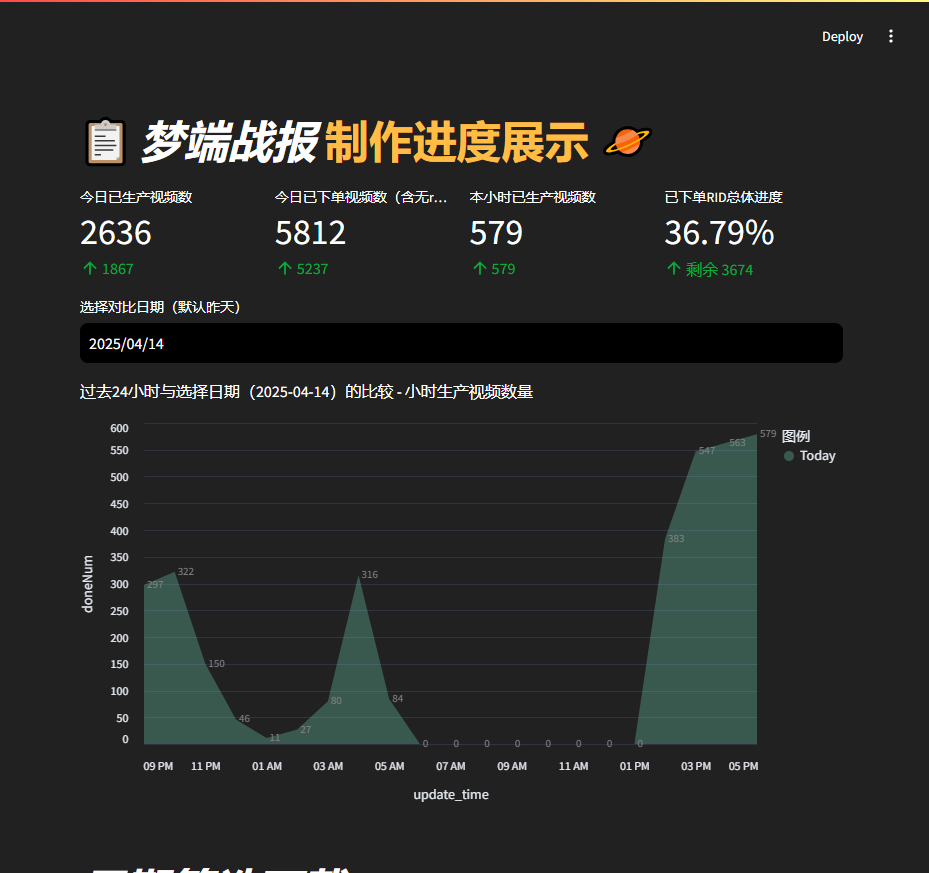 Deploy
梦端战报 制作进度展示
今日已生产视频数
2636
1867
今日已下单视频数（含无r...
5812
5237
本小时已生产视频数
579
579
已下单RID总体进度
36.79%
剩余 3674
选择对比日期（默认昨天）
2025/04/14
过去24小时与选择日期（2025-04-14）的比较 - 小时生产视频数量
图例
Today
doneNum
600
550
500
450
400
350
300
250
200
150
100
50
0
297
322
150
46
11
27
80
316
84
0
0
0
0
0
0
0
0
383
547
563
579
09 PM
11 PM
01 AM
03 AM
05 AM
07 AM
09 AM
11 AM
01 PM
03 PM
05 PM
update_time